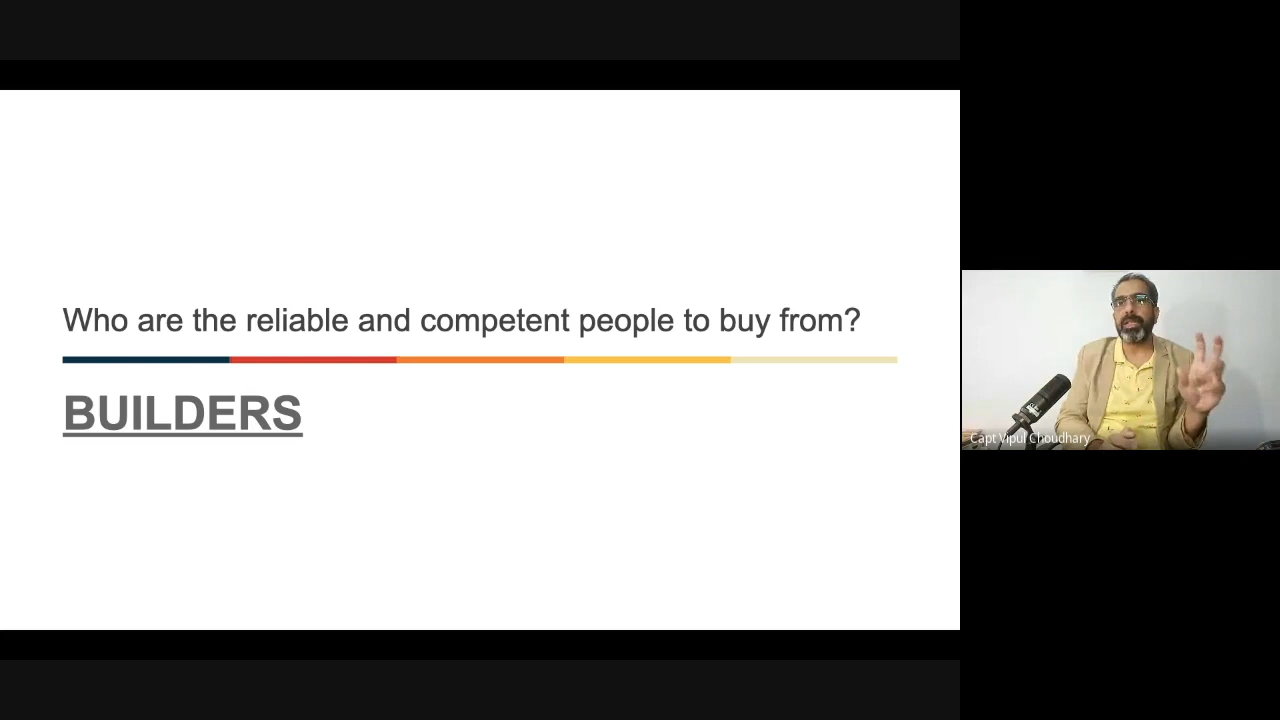 Who are the reliable and competent people to buy from?
BUILDERS
Capt Vipul Choudhary